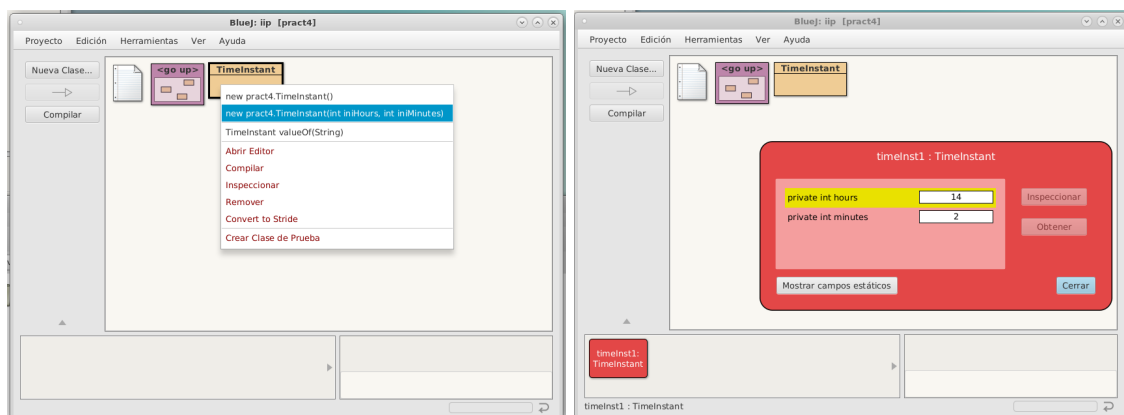 BlueJ: iip [pract4]
Proyecto Edición Herramientas Ver Ayuda
Nueva Clase...
Compilar
<go up>
TimeInstant
new pract4.TimeInstant()
new pract4.TimeInstant(int iniHours, int iniMinutes)
TimeInstant valueOf(String)
Abrir Editor
Compilar
Inspeccionar
Remover
Convert to Stride
Crear Clase de Prueba
BlueJ: iip [pract4]
Proyecto Edición Herramientas Ver Ayuda
Nueva Clase...
Compilar
<go up>
TimeInstant
timeInst1 : TimeInstant
private int hours 14
private int minutes 2
Inspeccionar
Obtener
Mostrar campos estáticos
Cerrar
timeInst1:
TimeInstant
timeInst1 : TimeInstant